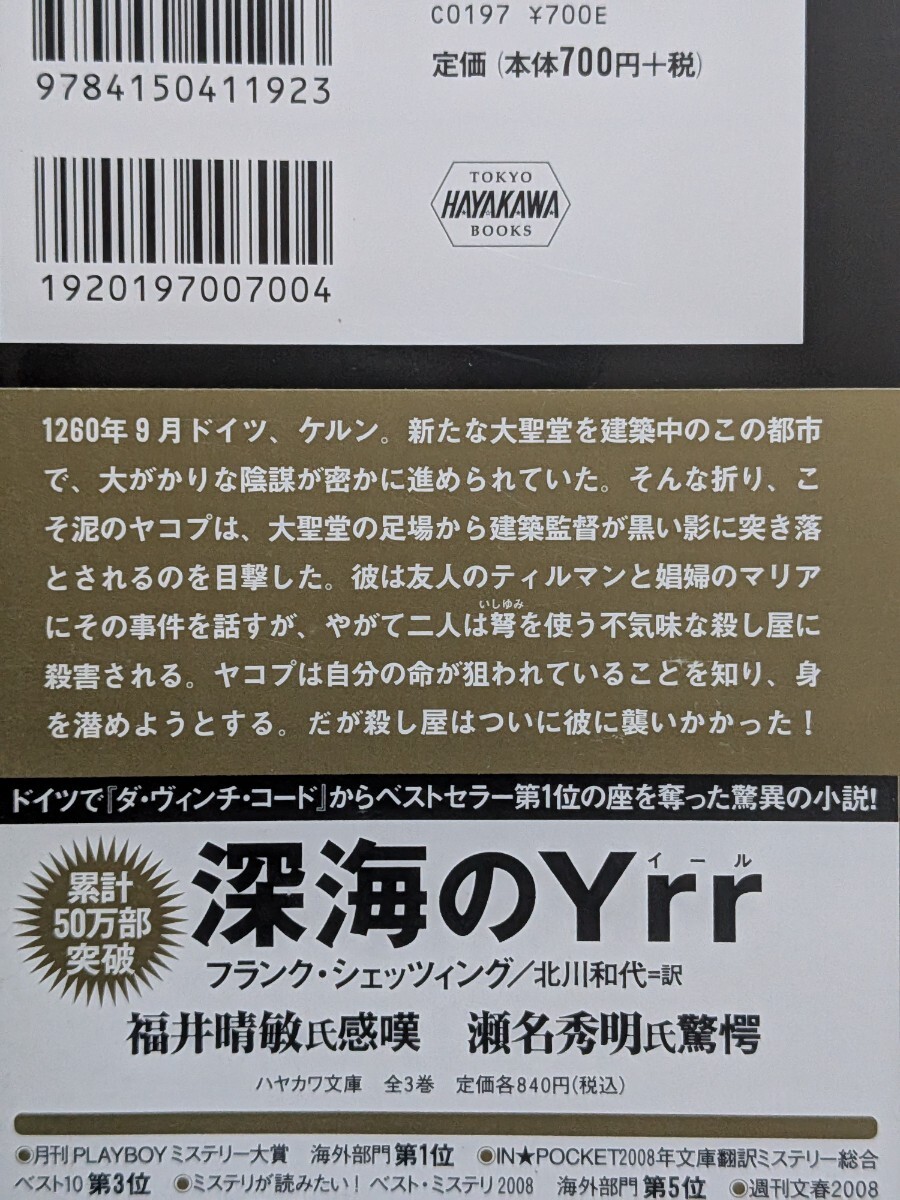 C0197 ¥700E
9784150411923
定価(本体700円+税)
TOKYO
HAYAKAWA
BOOKS
1920197007004
1260年9月ドイツ、ケルン。新たな大聖堂を建築中のこの都市
で、大がかりな陰謀が密かに進められていた。そんな折り、こ
そ泥のヤコプは、大聖堂の足場から建築監督が黒い影に突き落
とされるのを目撃した。彼は友人のティルマンと娼婦のマリア
いしゆみ
にその事件を話すが、やがて二人は弩を使う不気味な殺し屋に
殺害される。ヤコプは自分の命が狙われていることを知り、身
を潜めようとする。だが殺し屋はついに彼に襲いかかった!
ドイツで『ダ・ヴィンチ・コード』からベストセラー第1位の座を奪った驚異の小説!
累計
50万部
突破
イール
深海のYrr
フランク・シェッツィング/北川和代=訳
福井晴敏氏感嘆 瀬名秀明氏驚愕
ハヤカワ文庫 全3巻 定価各840円(税込)
●月刊PLAYBOYミステリー大賞 海外部門第1位 ●IN★POCKET2008年文庫翻訳ミステリー総合
ベスト10 第3位 ●ミステリが読みたい! ベスト・ミステリ2008 海外部門第5位 ●週刊文春2008